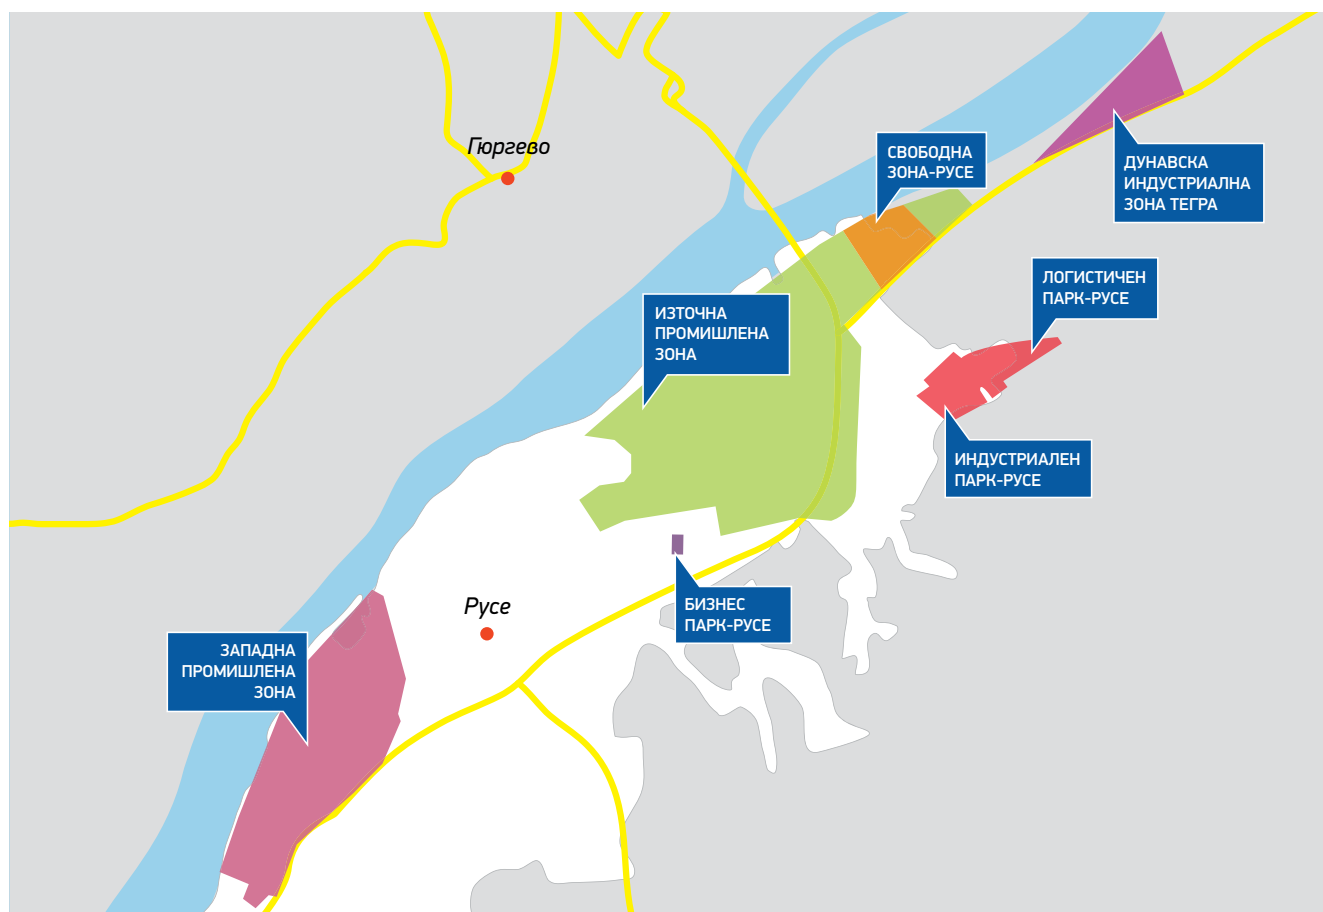 Гюргево
СВОБОДНА
ЗОНА-РУСЕ
ДУНАВСКА
ИНДУСТРИАЛНА
ЗОНА ТЕГРА
ЛОГИСТИЧЕН
ПАРК-РУСЕ
ИЗТОЧНА
ПРОМИШЛЕНА
ЗОНА
ИНДУСТРИАЛЕН
ПАРК-РУСЕ
Русе
БИЗНЕС
ПАРК-РУСЕ
ЗАПАДНА
ПРОМИШЛЕНА
ЗОНА